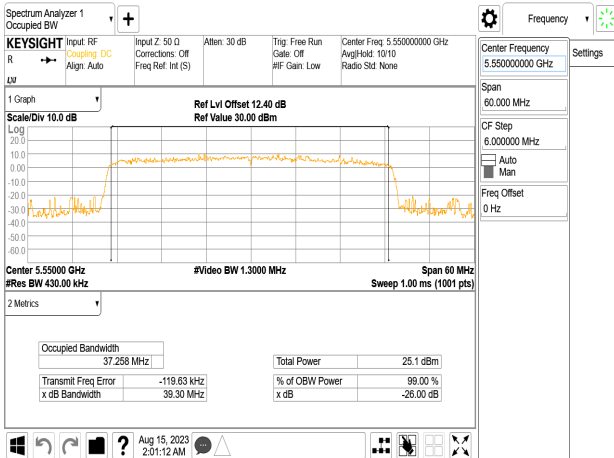 Spectrum Analyzer 1
Occupied BW
Frequency
KEYSIGHT
R
Input: RF
Coupling: DC
Align: Auto
Input Z: 50 Ω
Corrections: Off
Freq Ref: Int (S)
Atten: 30 dB
Trig: Free Run
Gate: Off
#IF Gain: Low
Center Freq: 5.550000000 GHz
Avg|Hold: 10/10
Radio Std: None
Center Frequency
5.550000000 GHz
Settings
Span
60.000 MHz
CF Step
6.000000 MHz
Auto
Man
Freq Offset
0 Hz
1 Graph
Scale/Div 10.0 dB
Ref Lvl Offset 12.40 dB
Ref Value 30.00 dBm
Log
20.0
10.0
0.00
-10.0
-20.0
-30.0
-40.0
-50.0
-60.0
Center 5.55000 GHz
#Video BW 1.3000 MHz
Span 60 MHz
#Res BW 430.00 kHz
Sweep 1.00 ms (1001 pts)
2 Metrics
Occupied Bandwidth
37.258 MHz
Total Power 25.1 dBm
Transmit Freq Error -119.63 kHz
% of OBW Power 99.00 %
x dB Bandwidth 39.30 MHz
x dB -26.00 dB
?
Aug 15, 2023
2:01:12 AM